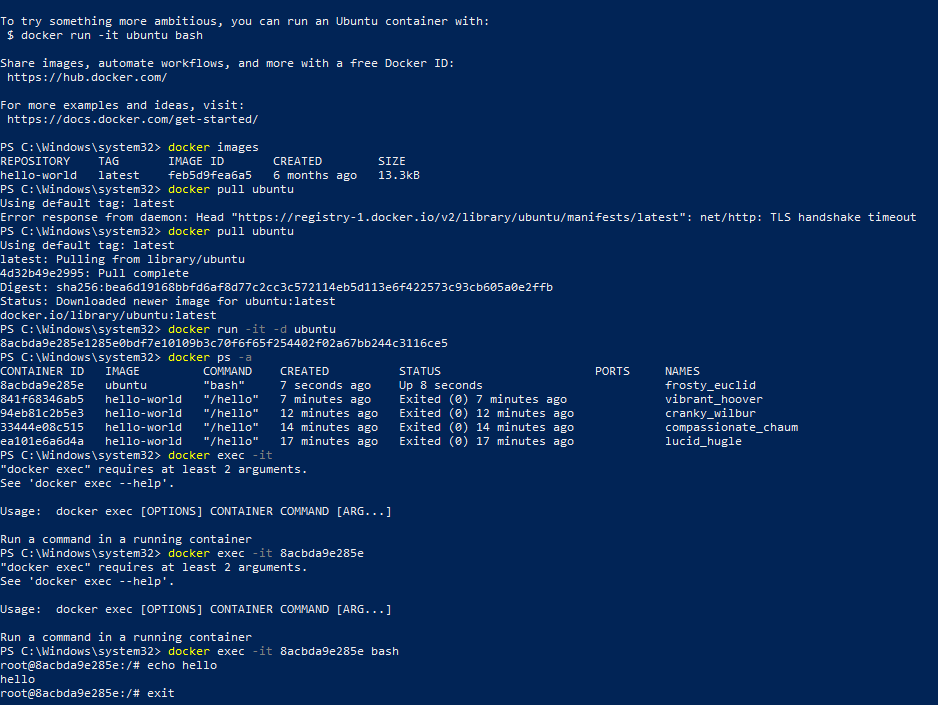 To try something more ambitious, you can run an Ubuntu container with:
 $ docker run -it ubuntu bash

Share images, automate workflows, and more with a free Docker ID:
 https://hub.docker.com/

For more examples and ideas, visit:
 https://docs.docker.com/get-started/

PS C:\Windows\system32> docker images
REPOSITORY    TAG       IMAGE ID       CREATED        SIZE
hello-world   latest    feb5d9fea6a5   6 months ago   13.3kB
PS C:\Windows\system32> docker pull ubuntu
Using default tag: latest
Error response from daemon: Head "https://registry-1.docker.io/v2/library/ubuntu/manifests/latest": net/http: TLS handshake timeout
PS C:\Windows\system32> docker pull ubuntu
Using default tag: latest
latest: Pulling from library/ubuntu
4d32b49e2995: Pull complete
Digest: sha256:bea6d19168bbfd6af8d77c2cc3c572114eb5d113e6f422573c93cb605a0e2ffb
Status: Downloaded newer image for ubuntu:latest
docker.io/library/ubuntu:latest
PS C:\Windows\system32> docker run -it -d ubuntu
8acbda9e285e1285e0bdf7e10109b3c70f6f65f254402f02a67bb244c3116ce5
PS C:\Windows\system32> docker ps -a
CONTAINER ID   IMAGE         COMMAND    CREATED          STATUS                      PORTS     NAMES
8acbda9e285e   ubuntu        "bash"     7 seconds ago    Up 8 seconds                          frosty_euclid
841f68346ab5   hello-world   "/hello"   7 minutes ago    Exited (0) 7 minutes ago              vibrant_hoover
94eb81c2b5e3   hello-world   "/hello"   12 minutes ago   Exited (0) 12 minutes ago             cranky_wilbur
33444e08c515   hello-world   "/hello"   14 minutes ago   Exited (0) 14 minutes ago             compassionate_chaum
ea101e6a6d4a   hello-world   "/hello"   17 minutes ago   Exited (0) 17 minutes ago             lucid_hugle
PS C:\Windows\system32> docker exec -it
"docker exec" requires at least 2 arguments.
See 'docker exec --help'.

Usage:  docker exec [OPTIONS] CONTAINER COMMAND [ARG...]

Run a command in a running container
PS C:\Windows\system32> docker exec -it 8acbda9e285e
"docker exec" requires at least 2 arguments.
See 'docker exec --help'.

Usage:  docker exec [OPTIONS] CONTAINER COMMAND [ARG...]

Run a command in a running container
PS C:\Windows\system32> docker exec -it 8acbda9e285e bash
root@8acbda9e285e:/# echo hello
hello
root@8acbda9e285e:/# exit